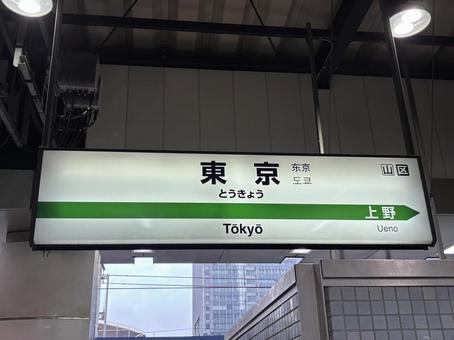 東京
とうきょう
东京
도쿄
山 区
上野
Ueno
Tōkyō